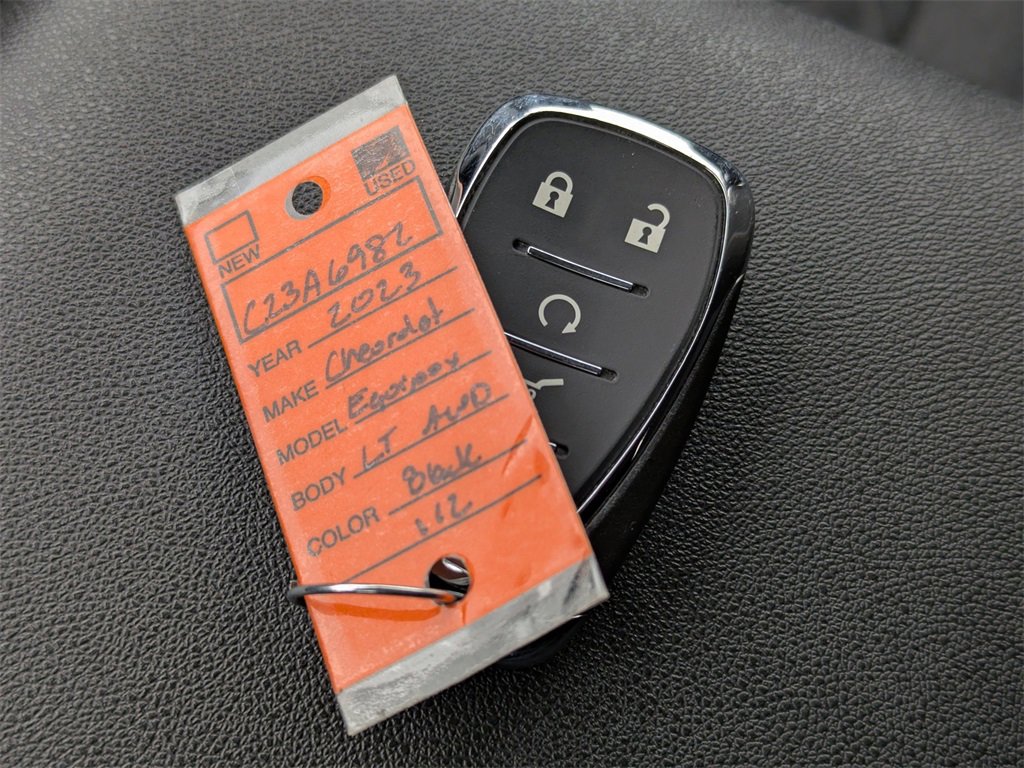 USED
NEW
C23A6982
YEAR 2023
MAKE Chevrolet
MODEL Equinox
BODY LT AWD
COLOR Black